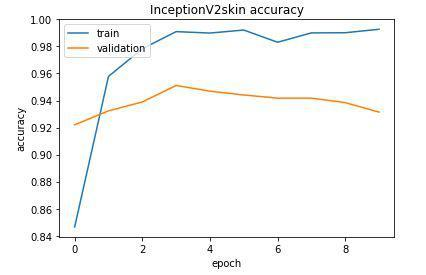 InceptionV2skin accuracy
1.00
0.98
0.96
0.94
0.92
0.90
0.88
0.86
0.84
accuracy
train
validation
0 2 4 6 8
epoch